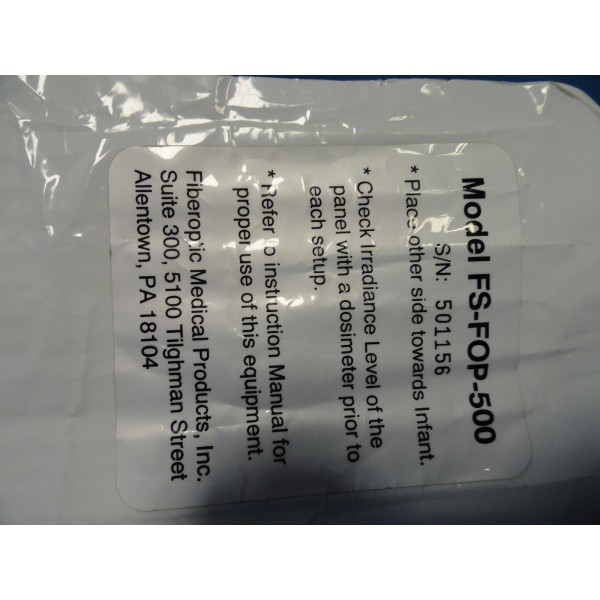 Model FS-FOP-500
S/N: 501156
* Place other side towards Infant.
* Check Irradiance Level of the
panel with a dosimeter prior to
each setup.
* Refer to instruction Manual for
proper use of this equipment.
Fiberoptic Medical Products, Inc.
Suite 300, 5100 Tilghman Street
Allentown, PA 18104